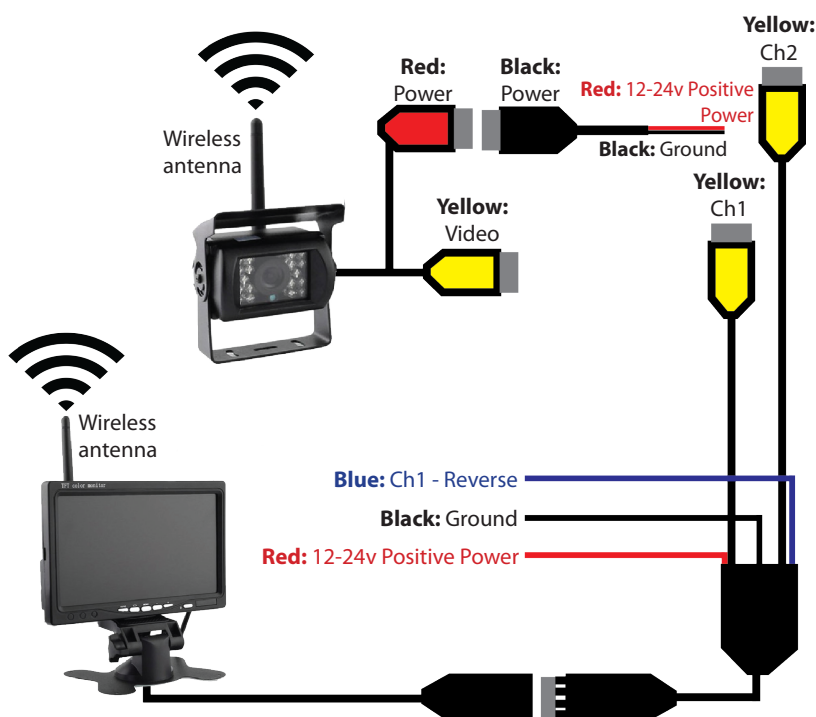 Yellow:
Ch2
Red:
Power
Black:
Power
Red: 12-24v Positive
Power
Black: Ground
Wireless
antenna
Yellow:
Ch1
Yellow:
Video
Wireless
antenna
TFT color monitor
Blue: Ch1 - Reverse
Black: Ground
Red: 12-24v Positive Power